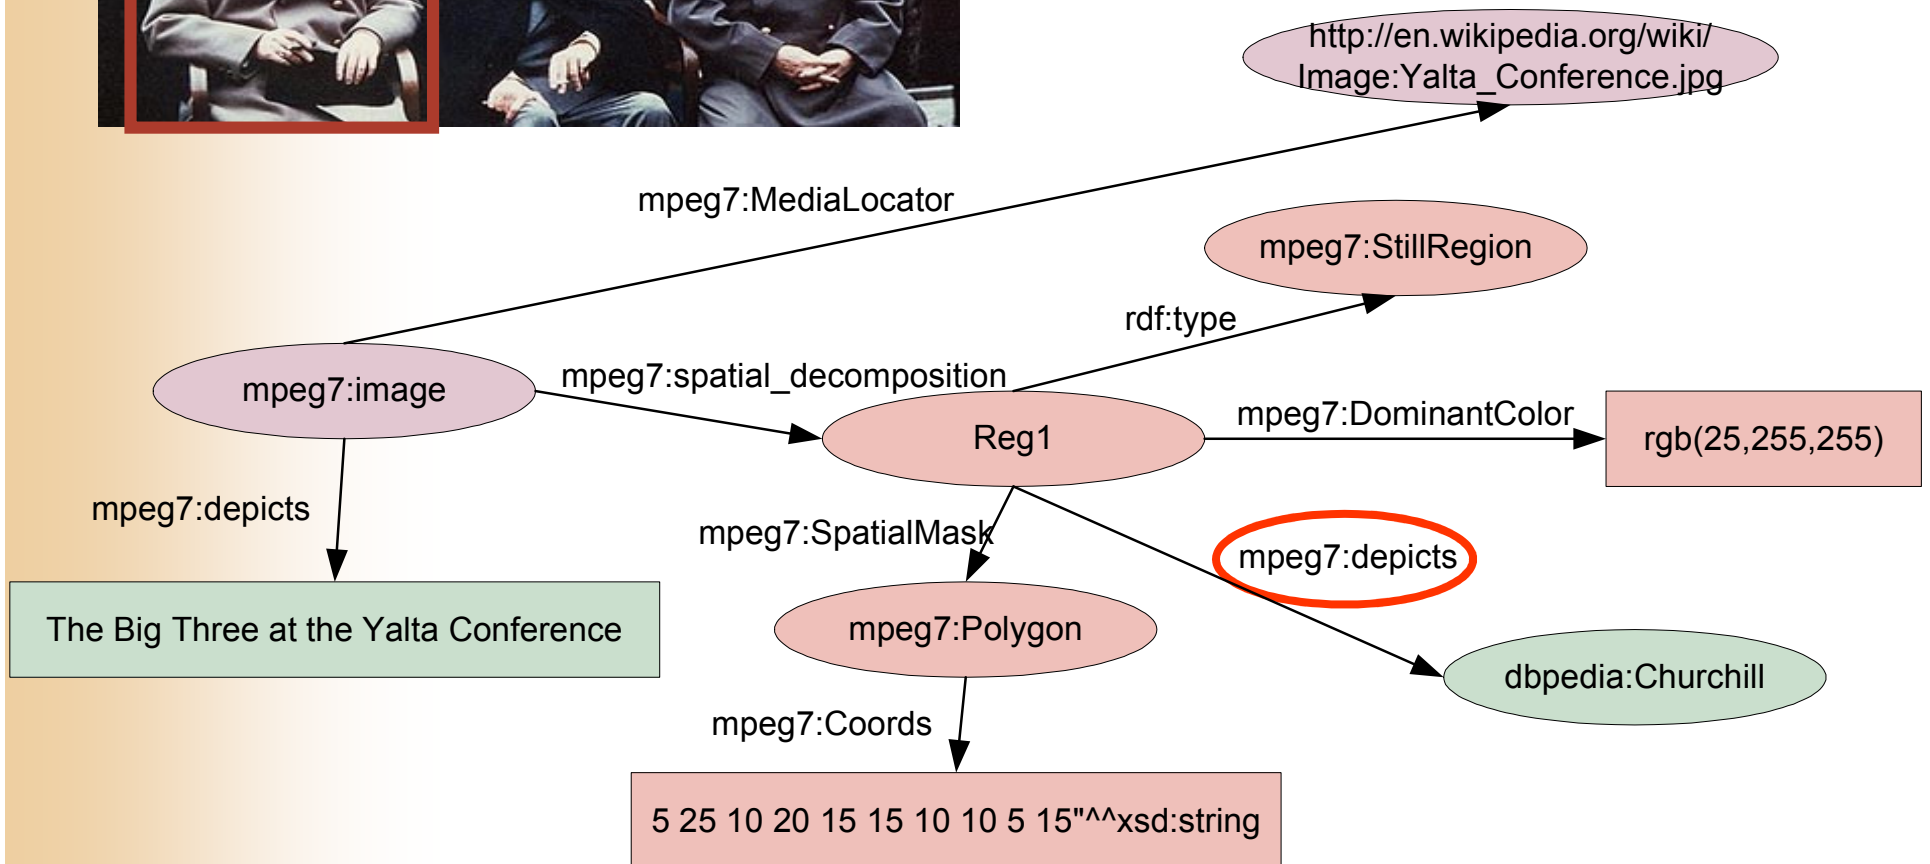 http://en.wikipedia.org/wiki/
Image:Yalta_Conference.jpg
mpeg7:MediaLocator
mpeg7:StillRegion
rdf:type
mpeg7:image
mpeg7:spatial_decomposition
Reg1
mpeg7:DominantColor
rgb(25,255,255)
mpeg7:depicts
mpeg7:SpatialMask
mpeg7:depicts
The Big Three at the Yalta Conference
mpeg7:Polygon
dbpedia:Churchill
mpeg7:Coords
5 25 10 20 15 15 10 10 5 15"^^xsd:string